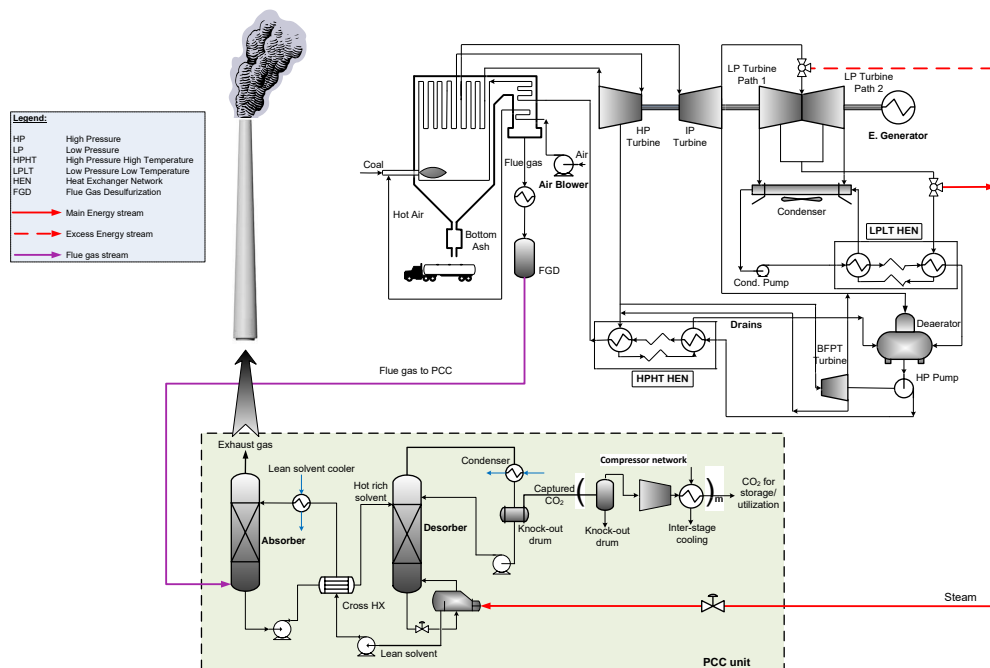 Legend:
HP High Pressure
LP Low Pressure
HPHT High Pressure High Temperature
LPLT Low Pressure Low Temperature
HEN Heat Exchanger Network
FGD Flue Gas Desulfurization
Main Energy stream
Excess Energy stream
Flue gas stream
Coal
Hot Air
Bottom
Ash
Flue gas
Air
Air Blower
FGD
HP
Turbine
IP
Turbine
LP Turbine
Path 1
LP Turbine
Path 2
E. Generator
Condenser
LPLT HEN
Cond. Pump
Drains
Deaerator
BFPT
Turbine
HP Pump
HPHT HEN
Flue gas to PCC
Exhaust gas
Lean solvent cooler
Absorber
Cross HX
Hot rich
solvent
Desorber
Condenser
Captured
CO₂
Knock-out
drum
Compressor network
( ) m
Knock-out
drum
Inter-stage
cooling
CO₂ for
storage/
utilization
Steam
Lean solvent
PCC unit